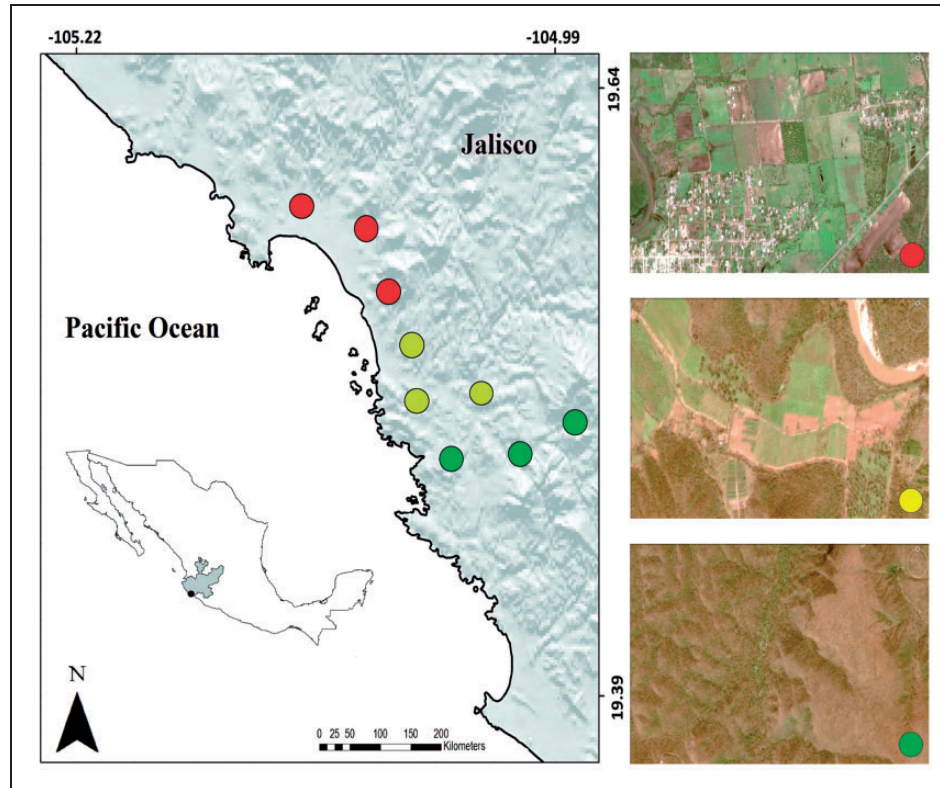 -105.22
-104.99
19.64
Jalisco
Pacific Ocean
N
19.39
0 25 50 100 150 200
Kilometers